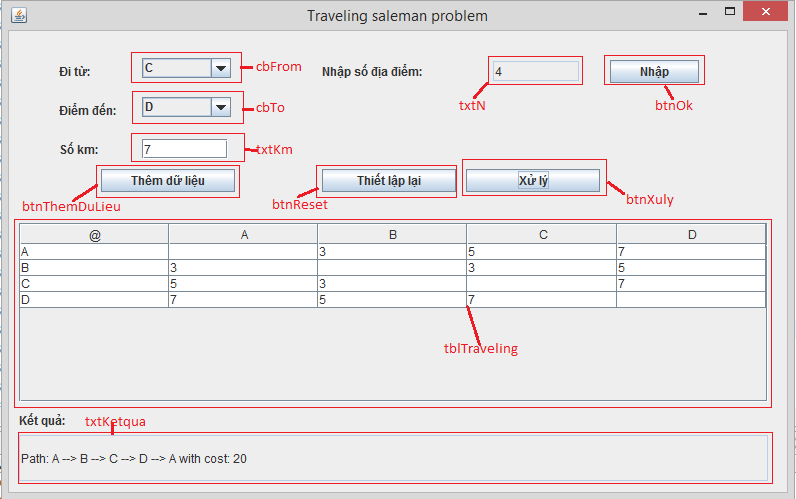 Traveling saleman problem
Đi từ: C cbFrom Nhập số địa điểm: 4 Nhập
txtN btnOk
Điểm đến: D cbTo
Số km: 7 txtKm
Thêm dữ liệu Thiết lập lại Xử lý
btnThemDuLieu btnReset btnXuly
@ A B C D
A 3 5 7
B 3 3 5
C 5 3 7
D 7 5 7
tblTraveling
Kết quả: txtKetqua
Path: A --> B --> C --> D --> A with cost: 20